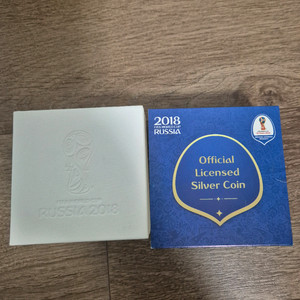 RUSSIA 2018
2018
FIFA WORLD CUP
RUSSIA
Official
Licensed
Silver Coin